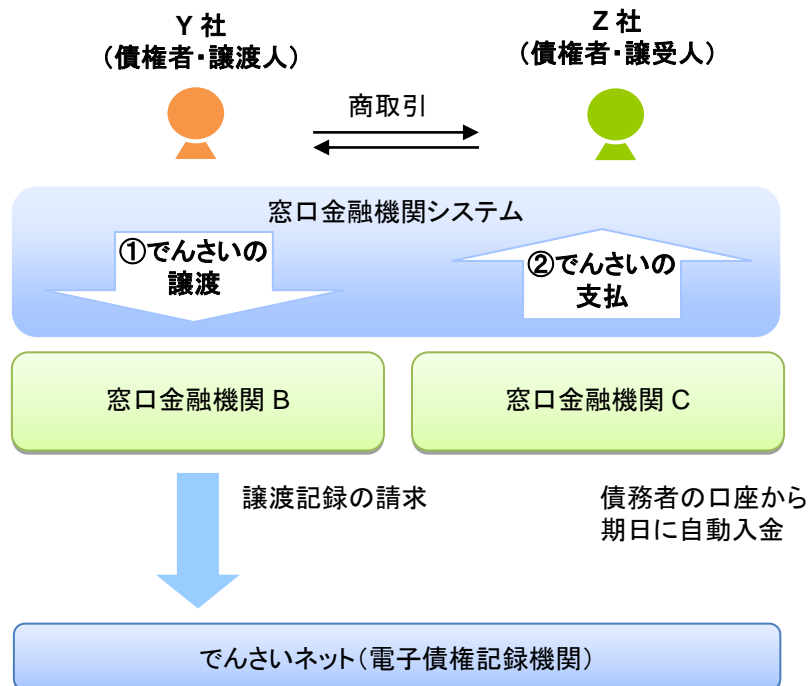 Y 社
(債権者・譲渡人)
Z 社
(債権者・譲受人)
商取引
窓口金融機関システム
①でんさいの
譲渡
②でんさいの
支払
窓口金融機関 B
窓口金融機関 C
譲渡記録の請求
債務者の口座から
期日に自動入金
でんさいネット(電子債権記録機関)